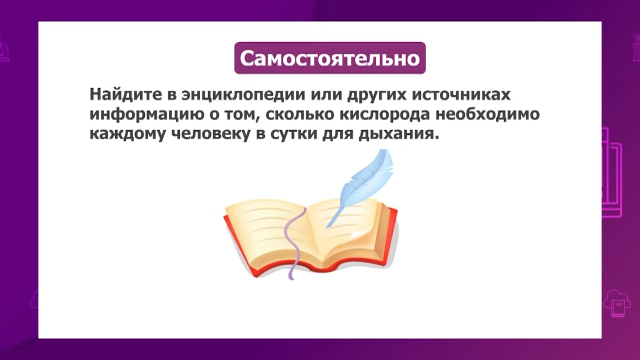 Самостоятельно
Найдите в энциклопедии или других источниках
информацию о том, сколько кислорода необходимо
каждому человеку в сутки для дыхания.